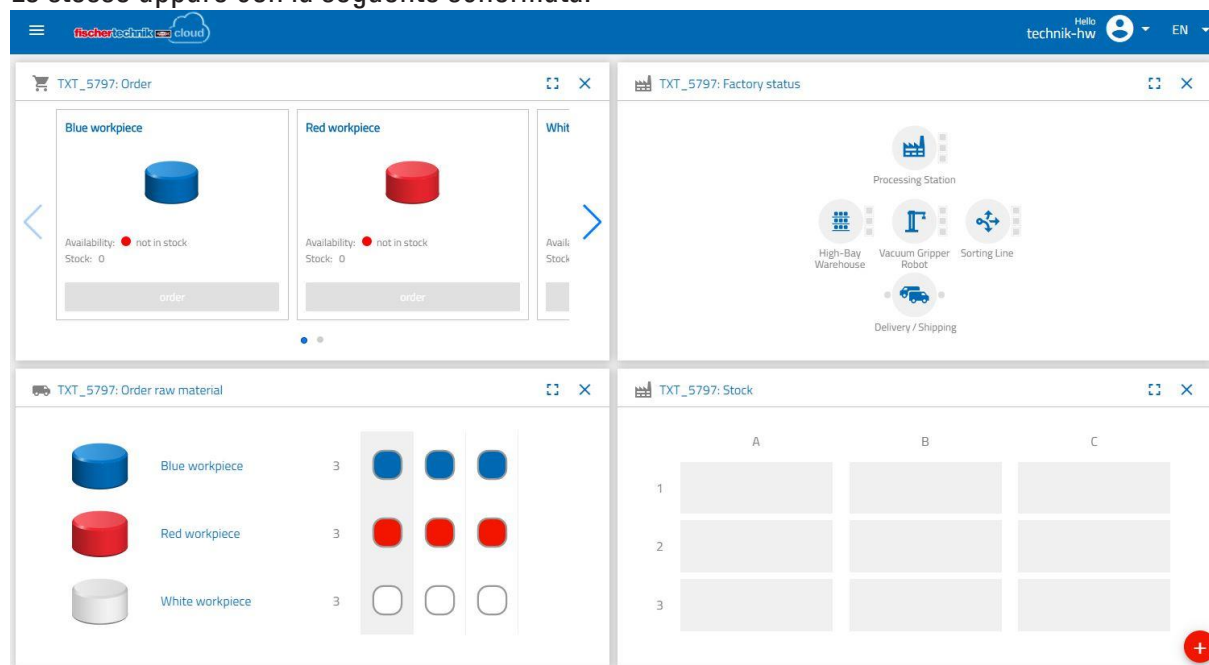 Lo stesso appare con la seguente schermata:
fischertechnik cloud
Hello
technik-hw
EN
TXT_5797: Order
Blue workpiece
Availability: not in stock
Stock: 0
order
Red workpiece
Availability: not in stock
Stock: 0
order
Whit
Availa
Stock
TXT_5797: Factory status
Processing Station
High-Bay
Warehouse
Vacuum Gripper
Robot
Sorting Line
Delivery / Shipping
TXT_5797: Order raw material
Blue workpiece 3
Red workpiece 3
White workpiece 3
TXT_5797: Stock
A B C
1
2
3
+